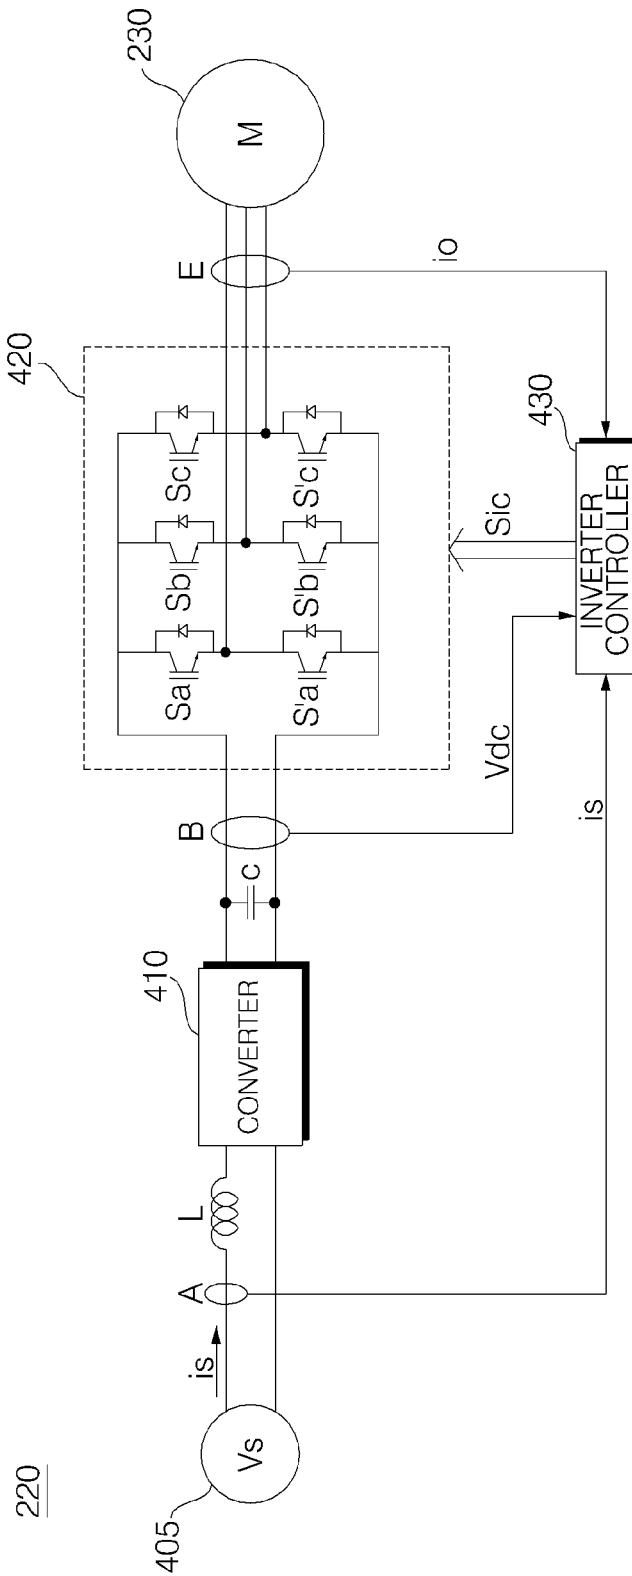 220
405
Vs
is
A
L
410
CONVERTER
c
B
Vdc
is
420
Sa
Sb
Sc
S'a
S'b
S'c
E
io
230
M
Sic
430
INVERTER
CONTROLLER